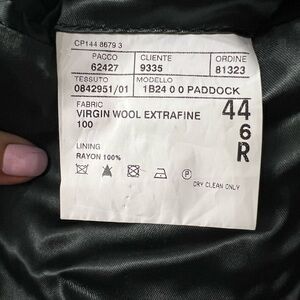 CP144 8679 3
PACCO CLIENTE ORDINE
62427 9335 81323
TESSUTO MODELLO
0842951/01 1B24 0 0 PADDOCK
FABRIC
VIRGIN WOOL EXTRAFINE
100
44
6
R
LINING
RAYON 100%
P
DRY CLEAN ONLY